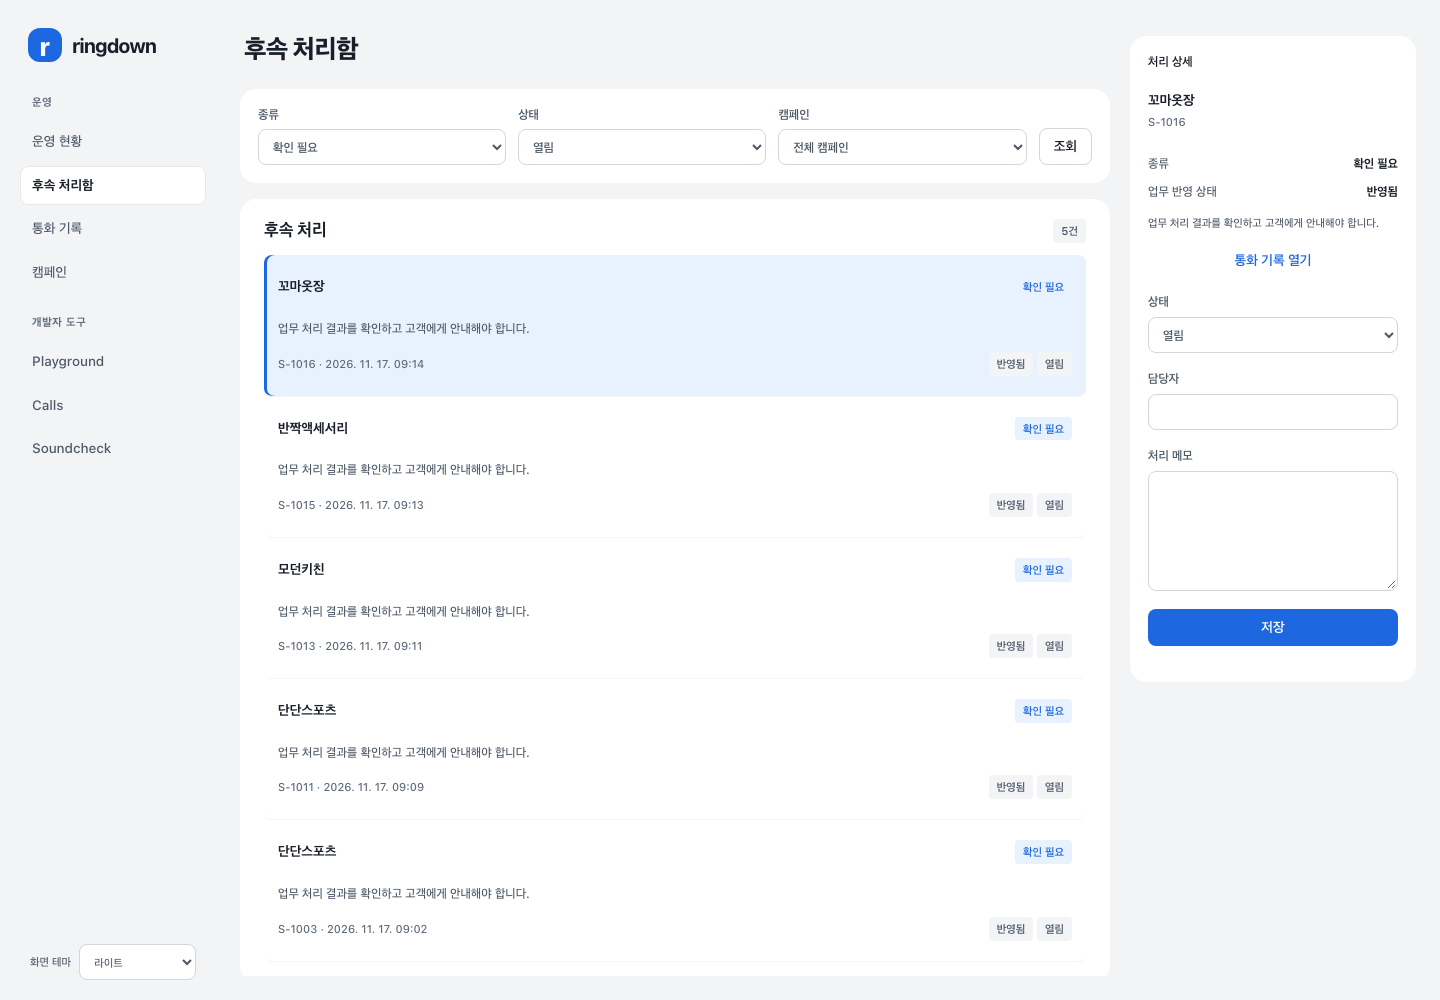 r ringdown
운영
운영 현황
후속 처리함
통화 기록
캠페인
개발자 도구
Playground
Calls
Soundcheck
화면 테마 라이트
후속 처리함
종류 상태 캠페인
확인 필요 열림 전체 캠페인 조회
후속 처리 5건
꼬마옷장 확인 필요
업무 처리 결과를 확인하고 고객에게 안내해야 합니다.
S-1016 · 2026. 11. 17. 09:14 반영됨 열림
반짝액세서리 확인 필요
업무 처리 결과를 확인하고 고객에게 안내해야 합니다.
S-1015 · 2026. 11. 17. 09:13 반영됨 열림
모던키친 확인 필요
업무 처리 결과를 확인하고 고객에게 안내해야 합니다.
S-1013 · 2026. 11. 17. 09:11 반영됨 열림
단단스포츠 확인 필요
업무 처리 결과를 확인하고 고객에게 안내해야 합니다.
S-1011 · 2026. 11. 17. 09:09 반영됨 열림
단단스포츠 확인 필요
업무 처리 결과를 확인하고 고객에게 안내해야 합니다.
S-1003 · 2026. 11. 17. 09:02 반영됨 열림
처리 상세
꼬마옷장
S-1016
종류 확인 필요
업무 반영 상태 반영됨
업무 처리 결과를 확인하고 고객에게 안내해야 합니다.
통화 기록 열기
상태
열림
담당자
처리 메모
저장